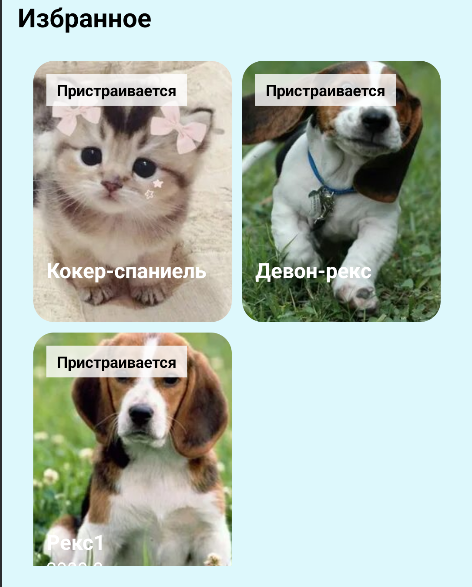 Избранное
Пристраивается
Пристраивается
Кокер-спаниель
Девон-рекс
Пристраивается
Рекс1